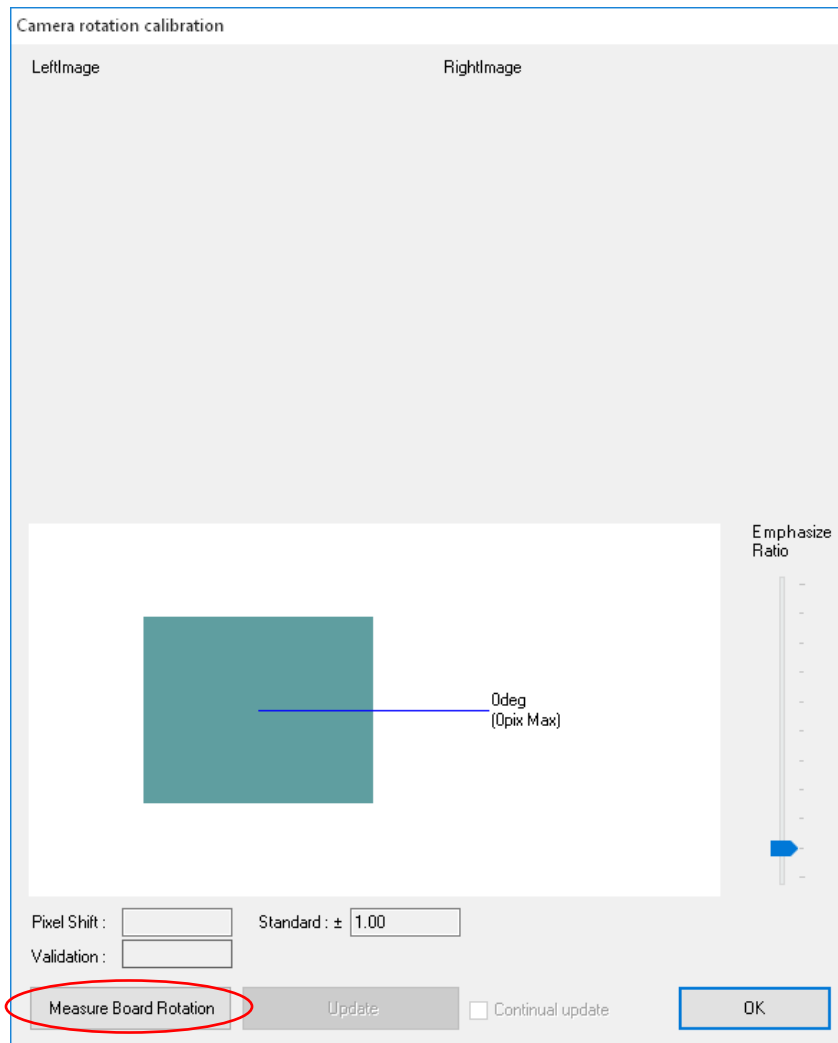 Camera rotation calibration
LeftImage
RightImage
Emphasize
Ratio
0deg
(0pix Max)
Pixel Shift :
Standard : ± 1.00
Validation :
Measure Board Rotation
Update
Continual update
OK